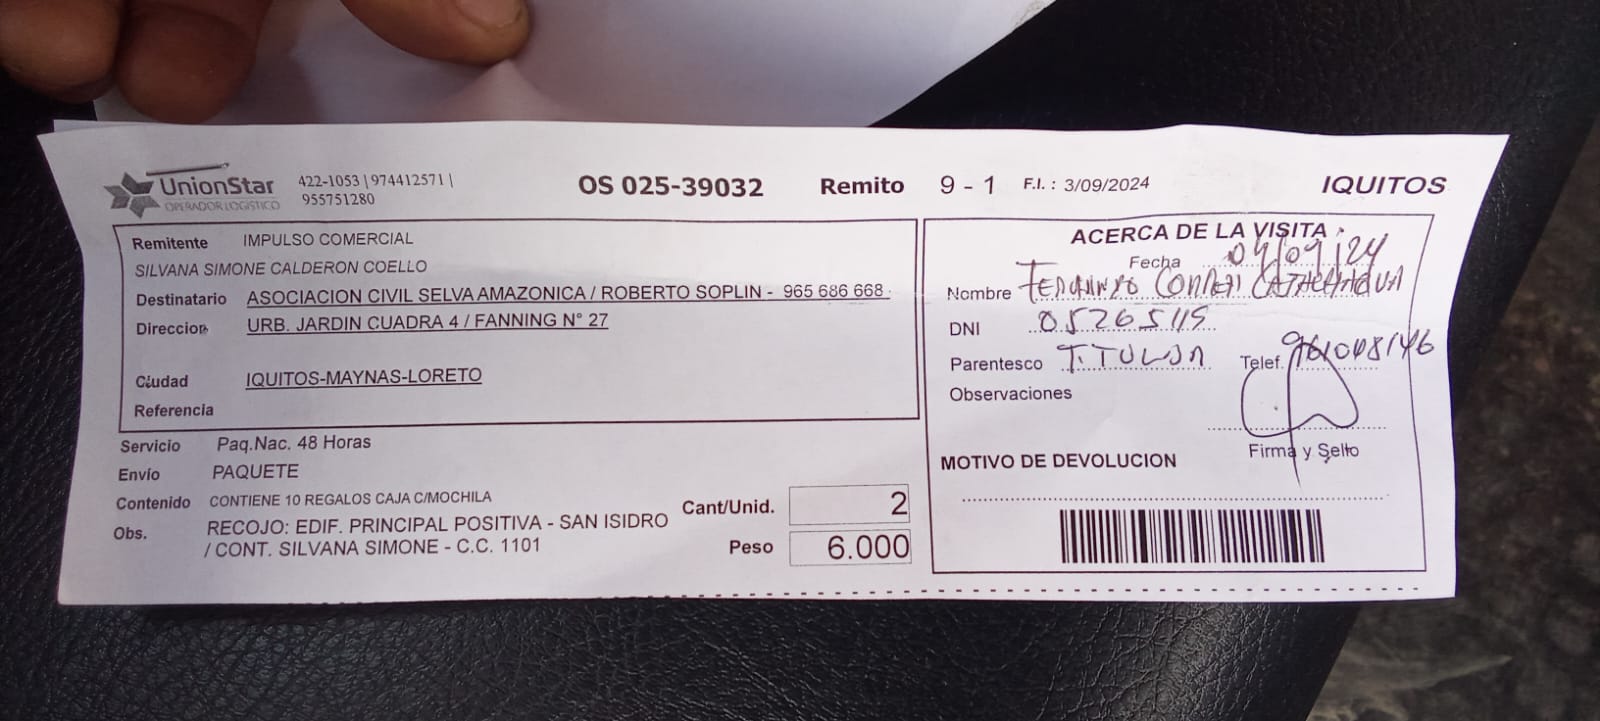 UnionStar
OPERADOR LOGISTICO
422-1053 | 974412571 |
955751280
OS 025-39032 Remito 9 - 1 F.I. : 3/09/2024 IQUITOS
Remitente IMPULSO COMERCIAL
SILVANA SIMONE CALDERON COELLO
Destinatario ASOCIACION CIVIL SELVA AMAZONICA / ROBERTO SOPLIN - 965 686 668
Direccion URB. JARDIN CUADRA 4 / FANNING N° 27
Ciudad IQUITOS-MAYNAS-LORETO
Referencia
Servicio Paq.Nac. 48 Horas
Envío PAQUETE
Contenido CONTIENE 10 REGALOS CAJA C/MOCHILA
Obs. RECOJO: EDIF. PRINCIPAL POSITIVA - SAN ISIDRO
/ CONT. SILVANA SIMONE - C.C. 1101
Cant/Unid. 2
Peso 6.000
ACERCA DE LA VISITA
Fecha 04/09/24
Nombre
DNI
Parentesco Telef. 961048146
Observaciones
Firma y Sello
MOTIVO DE DEVOLUCION